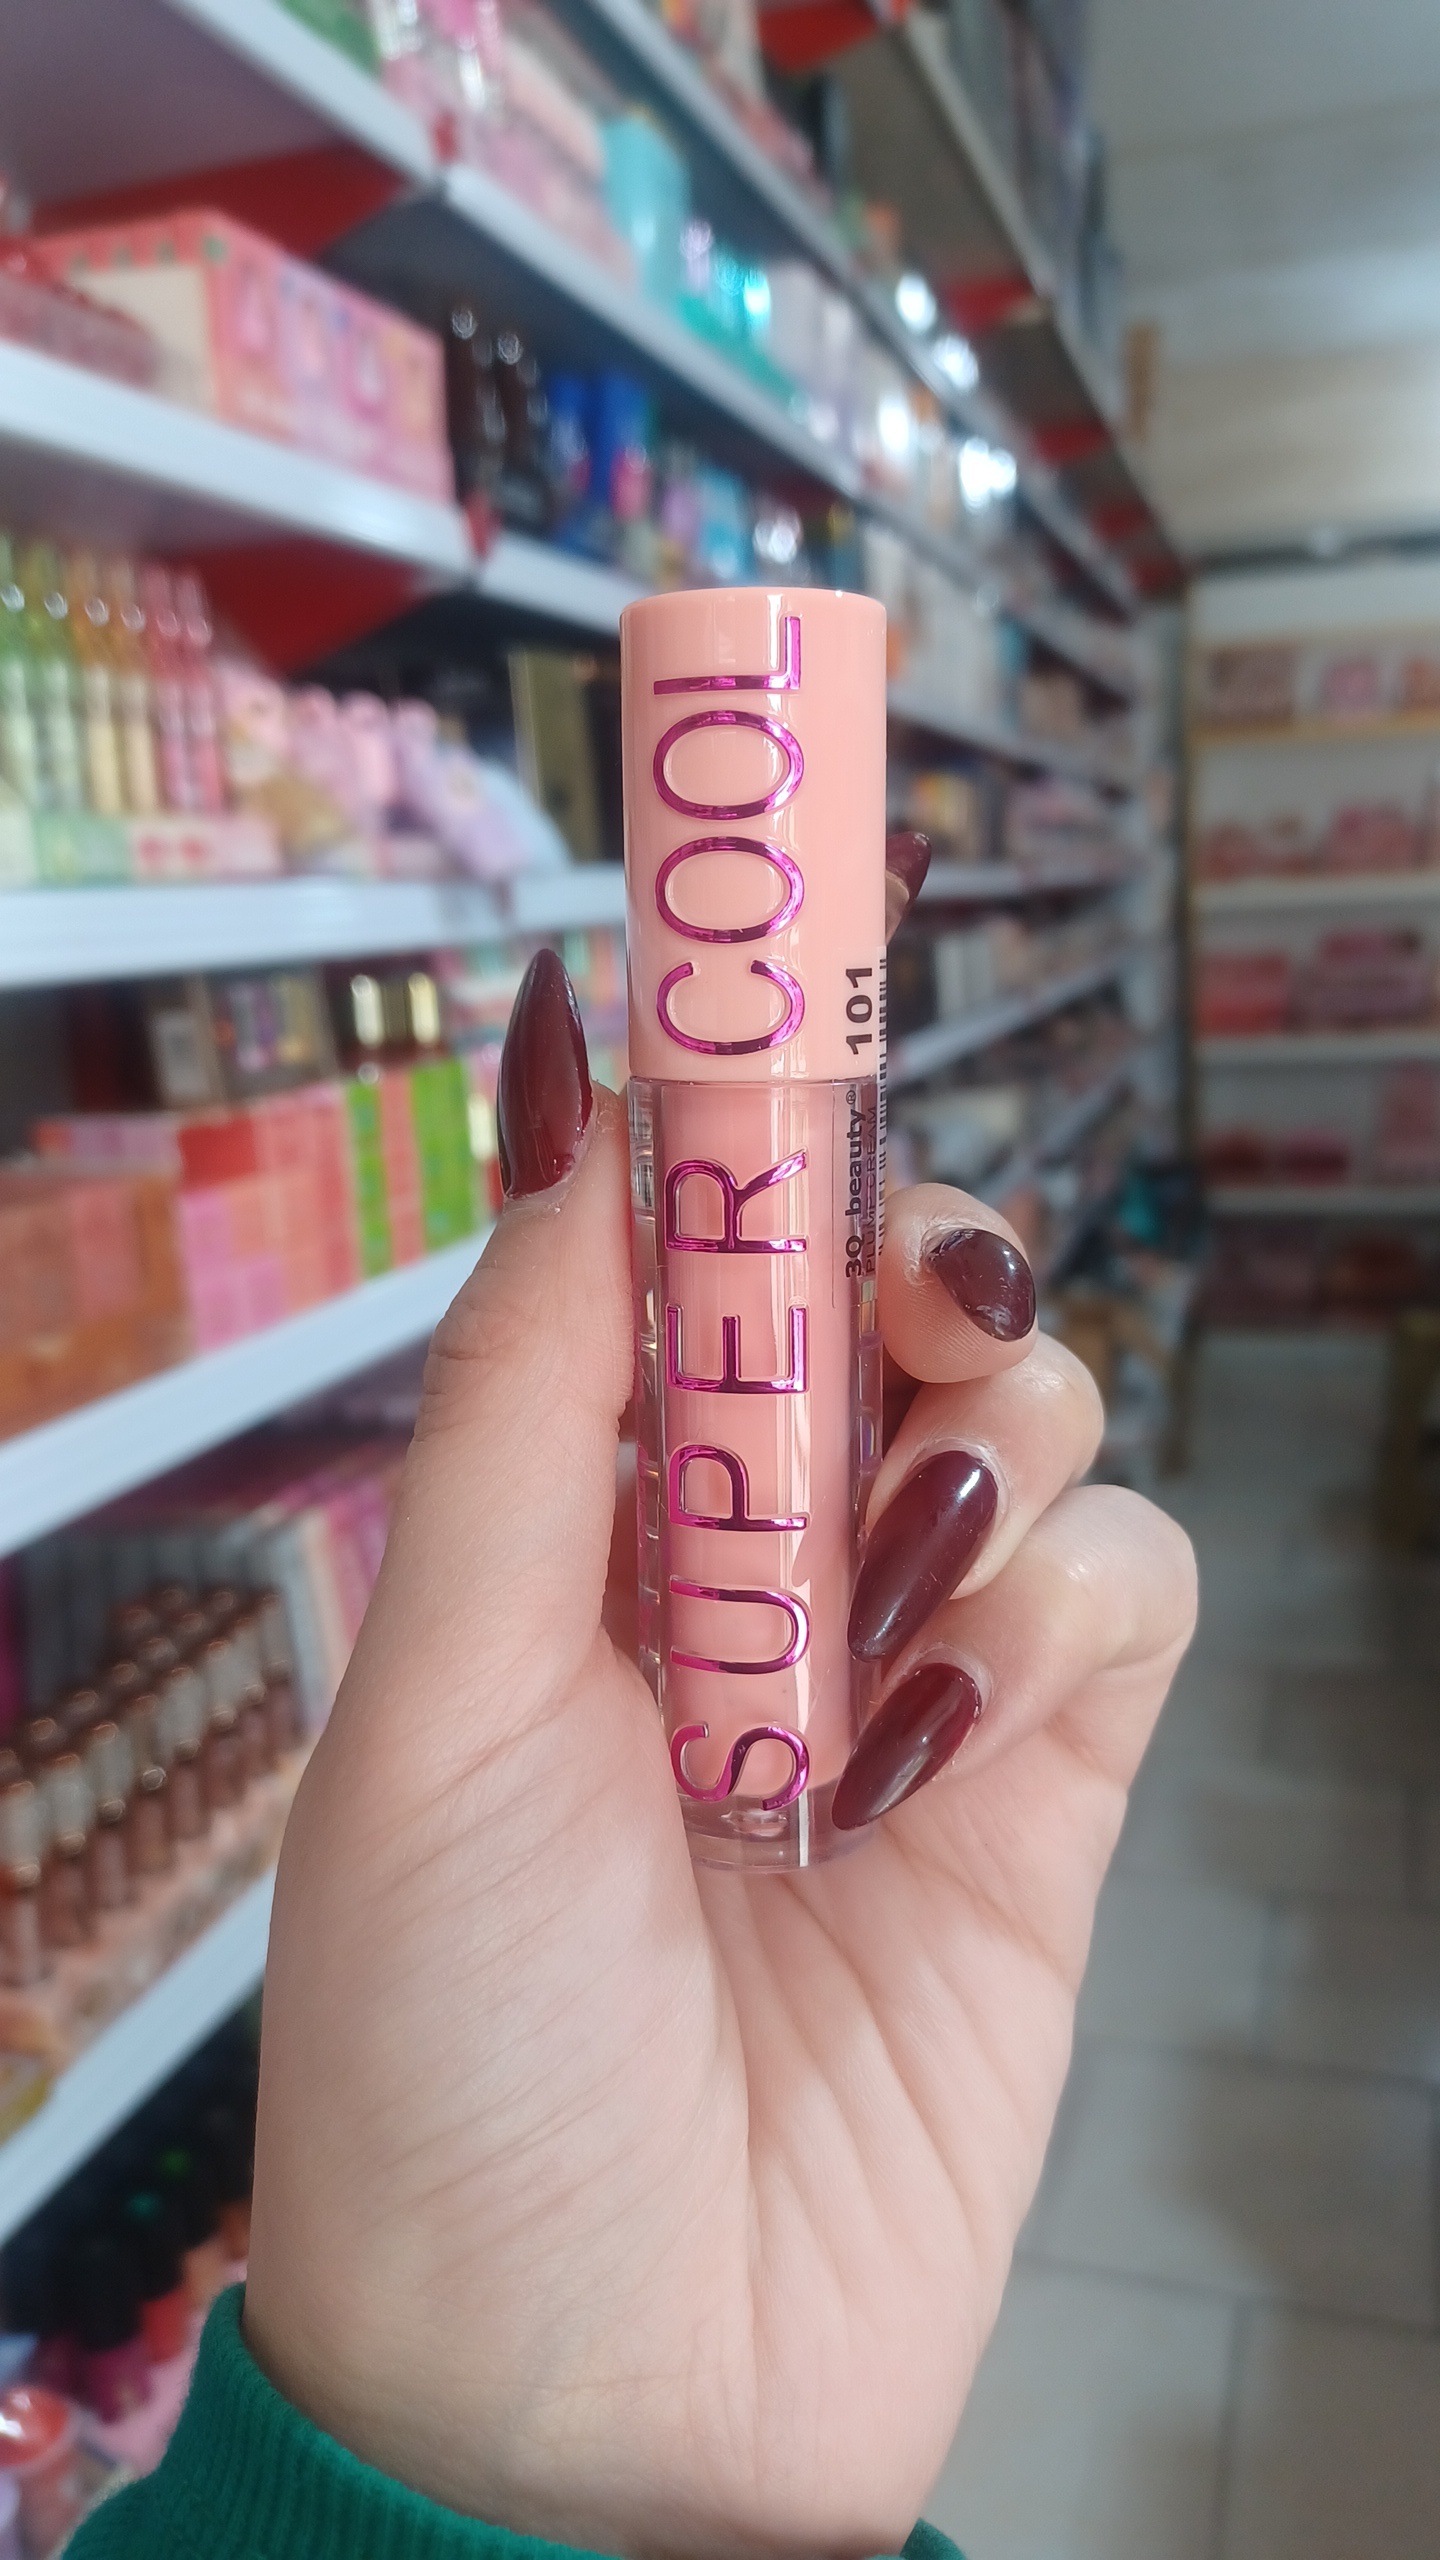 SUPER COOL
30 beauty®
PLUMP CREAM
101